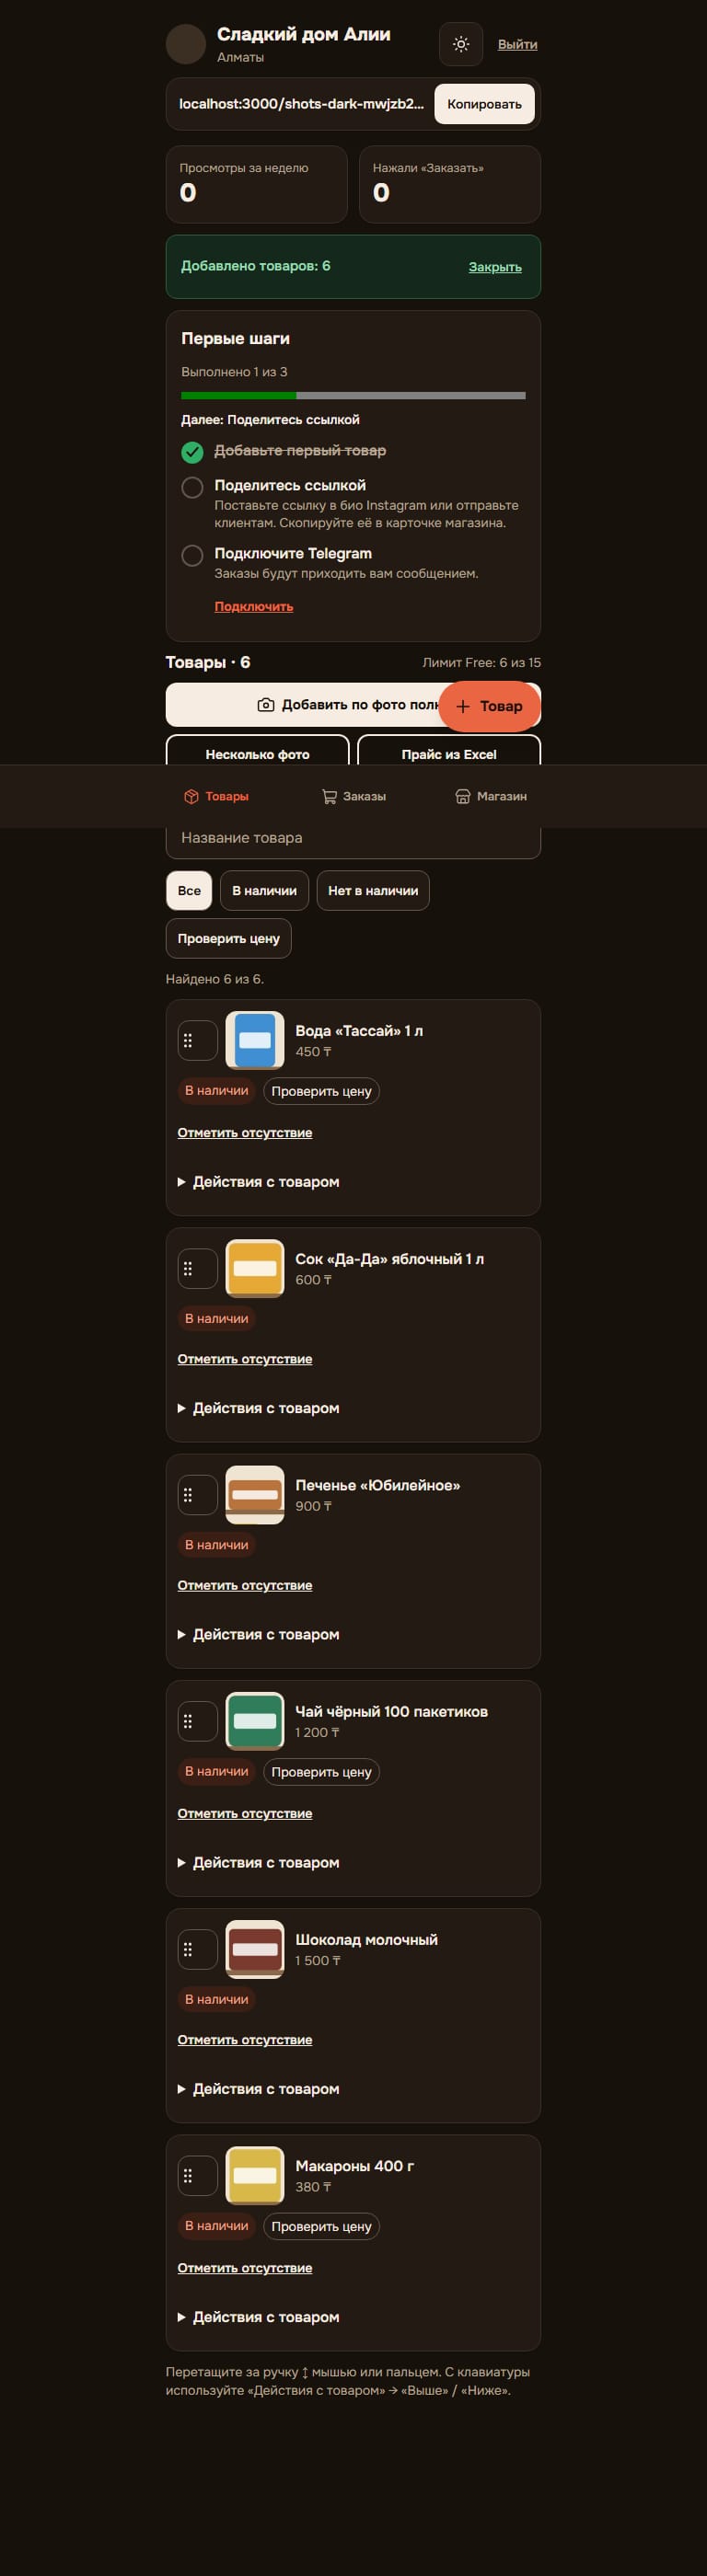 Сладкий дом Алии
Алматы
Выйти
localhost:3000/shots-dark-mwjzb2…
Копировать
Просмотры за неделю
0
Нажали «Заказать»
0
Добавлено товаров: 6
Закрыть
Первые шаги
Выполнено 1 из 3
Далее: Поделитесь ссылкой
Добавьте первый товар
Поделитесь ссылкой
Поставьте ссылку в био Instagram или отправьте
клиентам. Скопируйте её в карточке магазина.
Подключите Telegram
Заказы будут приходить вам сообщением.
Подключить
Товары · 6
Лимит Free: 6 из 15
Добавить по фото
Товар
Несколько фото
Прайс из Excel
Товары
Заказы
Магазин
Название товара
Все
В наличии
Нет в наличии
Проверить цену
Найдено 6 из 6.
Вода «Тассай» 1 л
450 ₸
В наличии
Проверить цену
Отметить отсутствие
Действия с товаром
Сок «Да-Да» яблочный 1 л
600 ₸
В наличии
Отметить отсутствие
Действия с товаром
Печенье «Юбилейное»
900 ₸
В наличии
Отметить отсутствие
Действия с товаром
Чай чёрный 100 пакетиков
1 200 ₸
В наличии
Проверить цену
Отметить отсутствие
Действия с товаром
Шоколад молочный
1 500 ₸
В наличии
Отметить отсутствие
Действия с товаром
Макароны 400 г
380 ₸
В наличии
Проверить цену
Отметить отсутствие
Действия с товаром
Перетащите за ручку ↕ мышью или пальцем. С клавиатуры
используйте «Действия с товаром» → «Выше» / «Ниже».